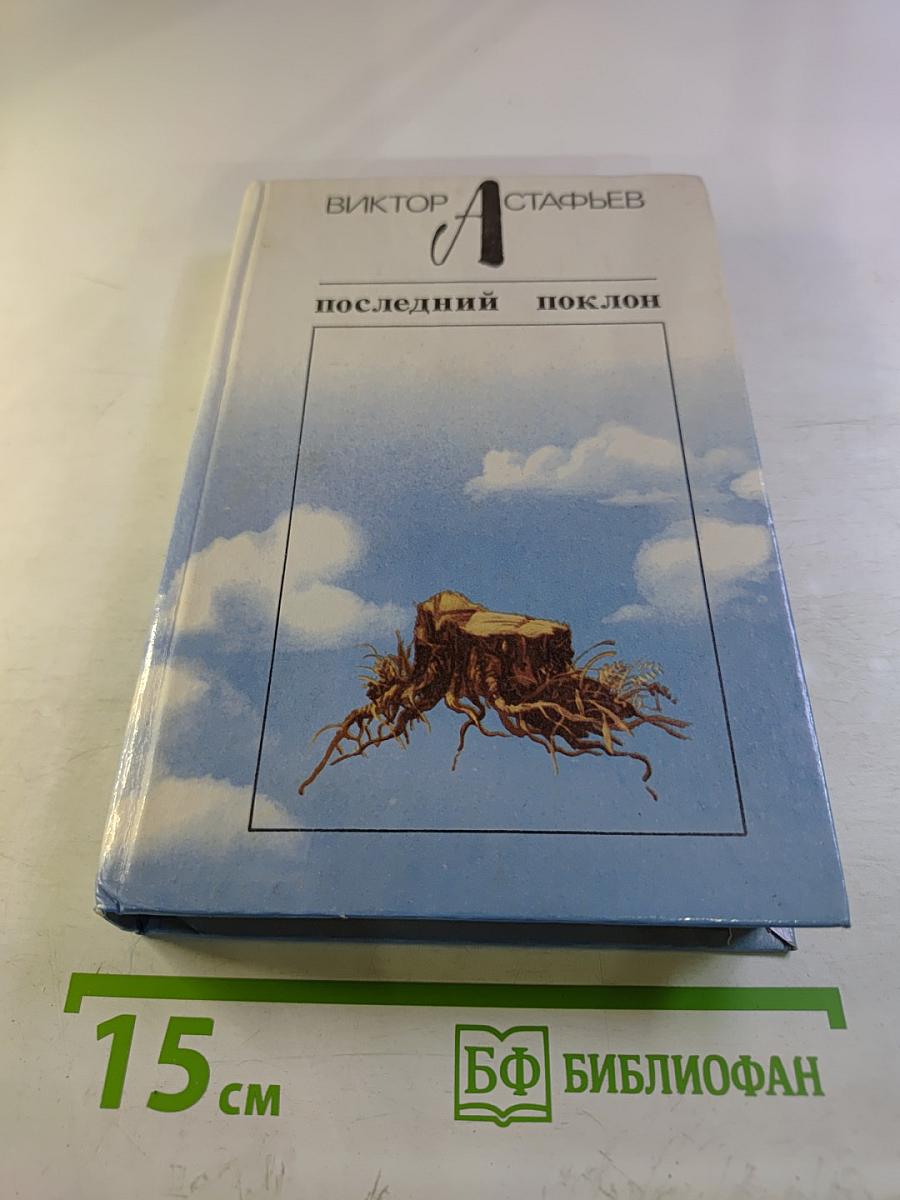 ВИКТОР АСТАФЬЕВ
последний поклон
15 см
БФ БИБЛИОФАН